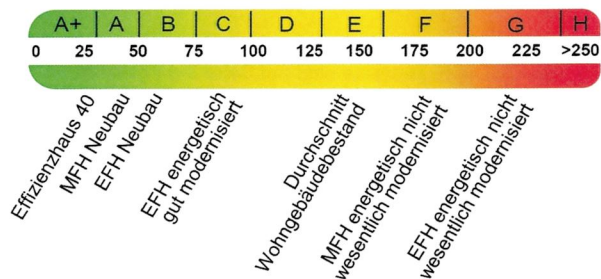 A+ A B C D E F G H
0 25 50 75 100 125 150 175 200 225 >250
Effizienzhaus 40
MFH Neubau
EFH Neubau
EFH energetisch
gut modernisiert
Durchschnitt
Wohngebäudebestand
MFH energetisch nicht
wesentlich modernisiert
EFH energetisch nicht
wesentlich modernisiert